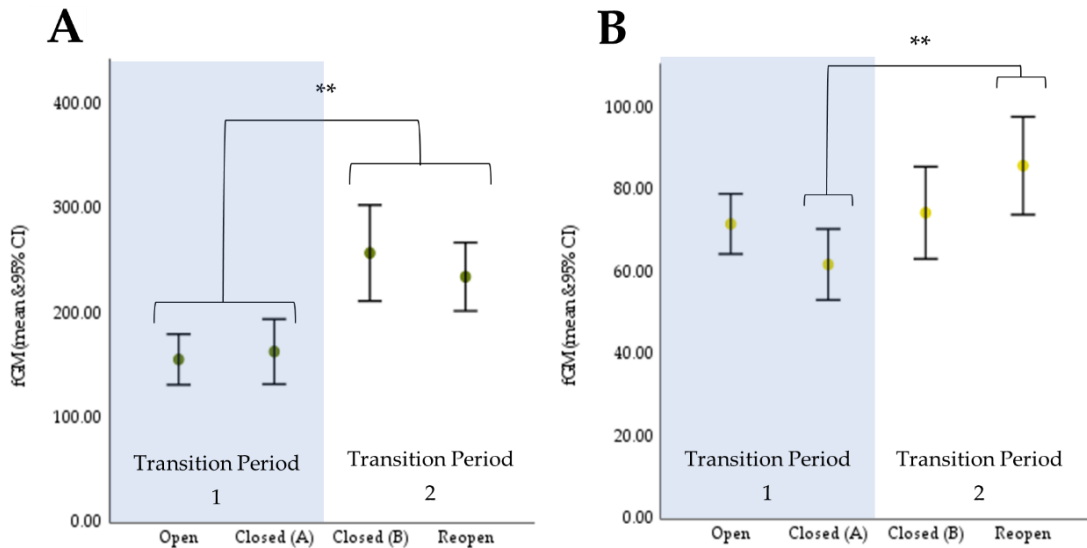 A
fGM (mean &95% CI)
400.00
300.00
200.00
100.00
0.00
**
Transition Period
1
Transition Period
2
Open
Closed (A)
Closed (B)
Reopen
B
fGM (mean &95% CI)
100.00
80.00
60.00
40.00
20.00
0.00
**
Transition Period
1
Transition Period
2
Open
Closed (A)
Closed (B)
Reopen